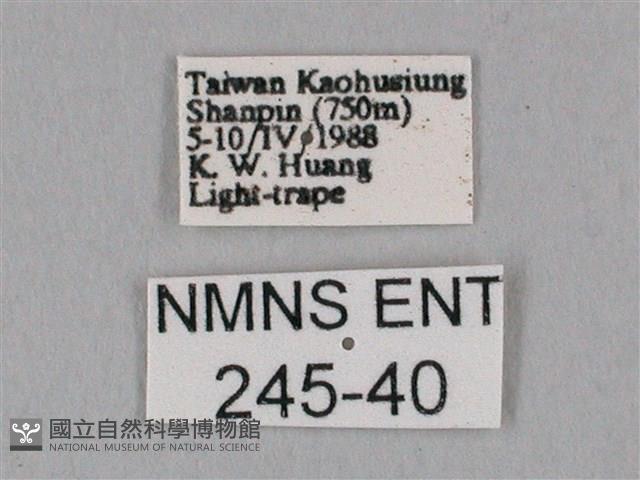 Taiwan Kaohusiung
Shanpin (750m)
5-10/IV/1988
K. W. Huang
Light-trape
NMNS ENT
245-40
國立自然科學博物館
NATIONAL MUSEUM OF NATURAL SCIENCE